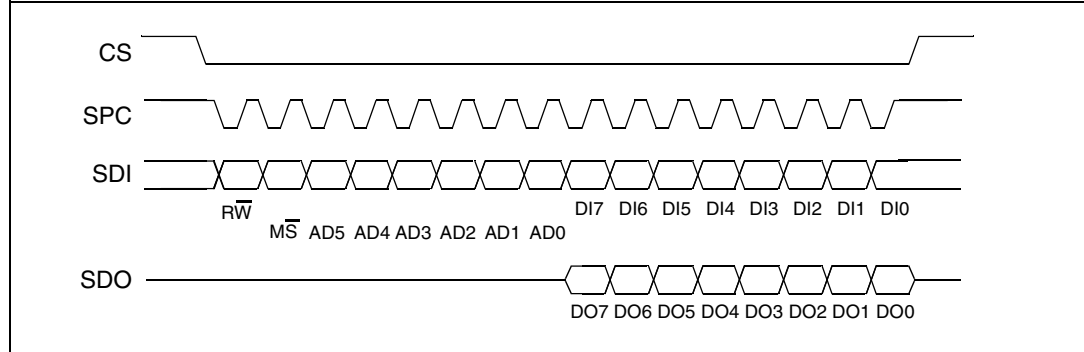 CS
SPC
SDI
RW̅
DI7 DI6 DI5 DI4 DI3 DI2 DI1 DI0
MS̅ AD5 AD4 AD3 AD2 AD1 AD0
SDO
DO7 DO6 DO5 DO4 DO3 DO2 DO1 DO0